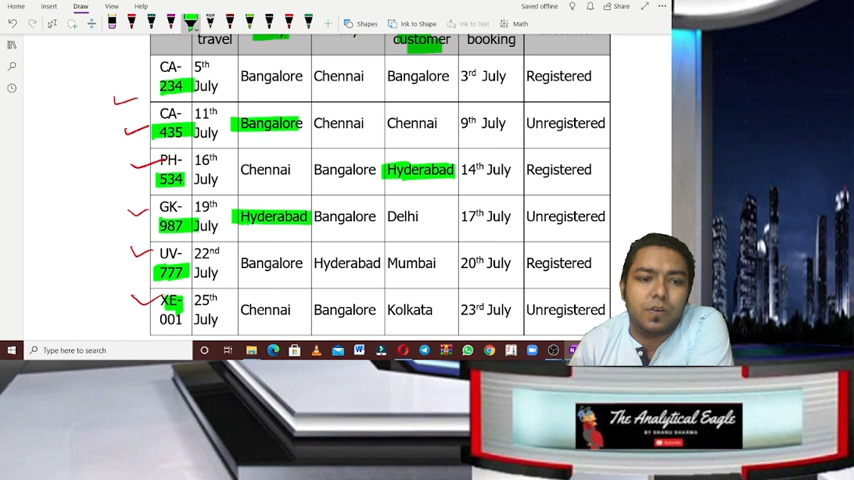 Home Insert Draw View Help
Saved offline Share
Shapes Ink to Shape Ink to Text Math
travel customer booking
CA-234 5th July Bangalore Chennai Bangalore 3rd July Registered
CA-435 11th July Bangalore Chennai Chennai 9th July Unregistered
PH-534 16th July Chennai Bangalore Hyderabad 14th July Registered
GK-987 19th July Hyderabad Bangalore Delhi 17th July Unregistered
UV-777 22nd July Bangalore Hyderabad Mumbai 20th July Registered
XE-001 25th July Chennai Bangalore Kolkata 23rd July Unregistered
Type here to search
The Analytical Eagle
BY SHANU SHARMA